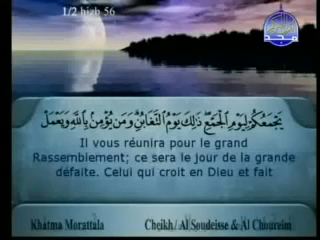 1/2 hizb 56
يَجْمَعُكُمْ لِيَوْمِ الْجَمْعِ ذَٰلِكَ يَوْمُ التَّغَابُنِ وَمَن يُؤْمِن بِاللَّهِ وَيَعْمَلْ
Il vous réunira pour le grand
Rassemblement; ce sera le jour de la grande
défaite. Celui qui croit en Dieu et fait
Khatma Morattala
Cheikh/ Al Soudeisse & Al Choureim